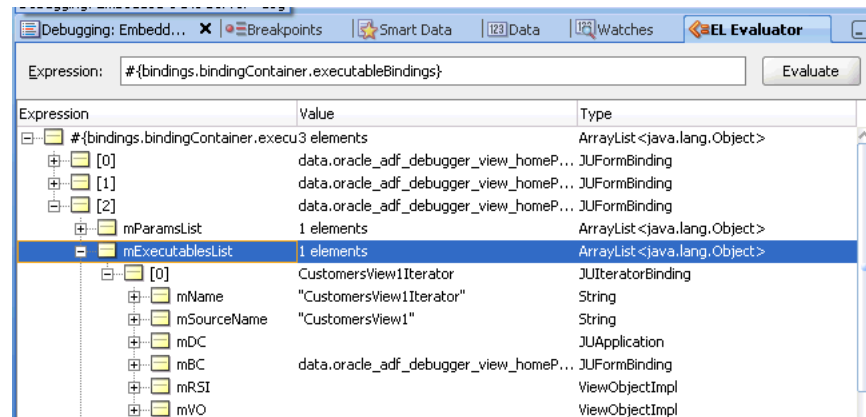 Debugging: Embedd... Breakpoints Smart Data Data Watches EL Evaluator
Expression: #{bindings.bindingContainer.executableBindings} Evaluate
Expression Value Type
#{bindings.bindingContainer.execu 3 elements ArrayList<java.lang.Object>
[0] data.oracle_adf_debugger_view_homeP... JUFormBinding
[1] data.oracle_adf_debugger_view_homeP... JUFormBinding
[2] data.oracle_adf_debugger_view_homeP... JUFormBinding
mParamsList 1 elements ArrayList<java.lang.Object>
mExecutablesList 1 elements ArrayList<java.lang.Object>
[0] CustomersView1Iterator JUIteratorBinding
mName "CustomersView1Iterator" String
mSourceName "CustomersView1" String
mDC JUApplication
mBC data.oracle_adf_debugger_view_homeP... JUFormBinding
mRSI ViewObjectImpl
mVO ViewObjectImpl